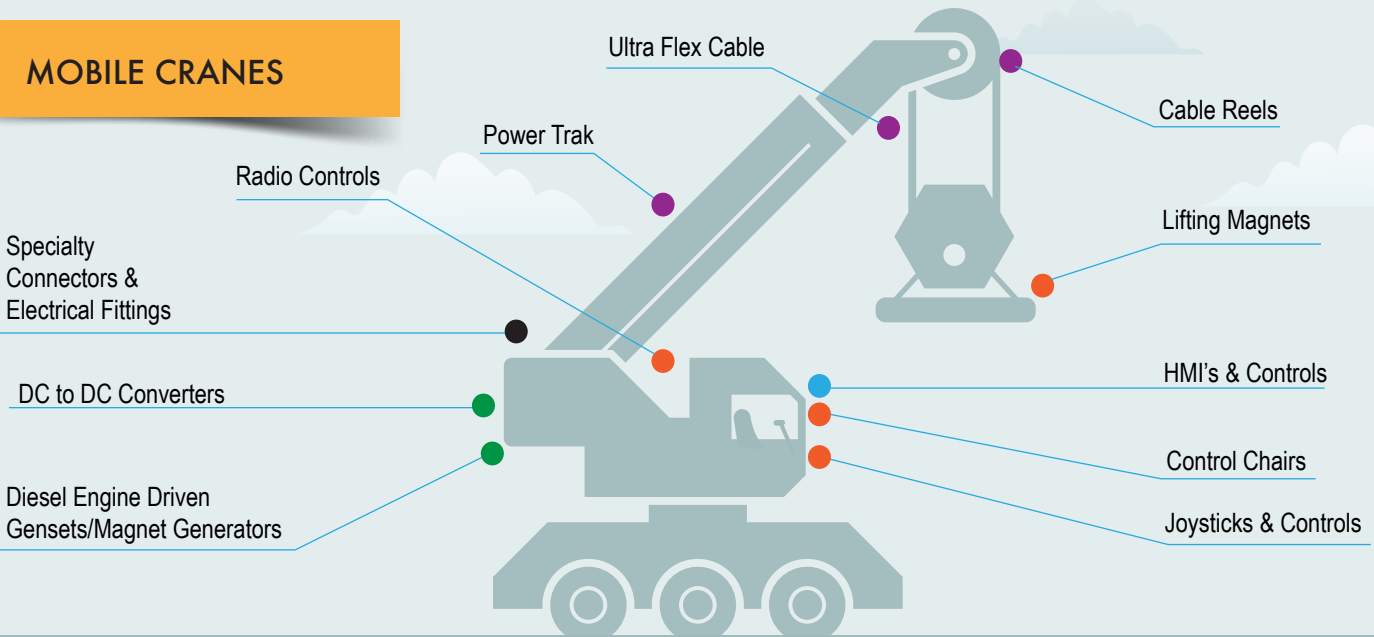 MOBILE CRANES
Ultra Flex Cable
Cable Reels
Power Trak
Radio Controls
Lifting Magnets
Specialty
Connectors &
Electrical Fittings
HMI's & Controls
DC to DC Converters
Control Chairs
Diesel Engine Driven
Gensets/Magnet Generators
Joysticks & Controls